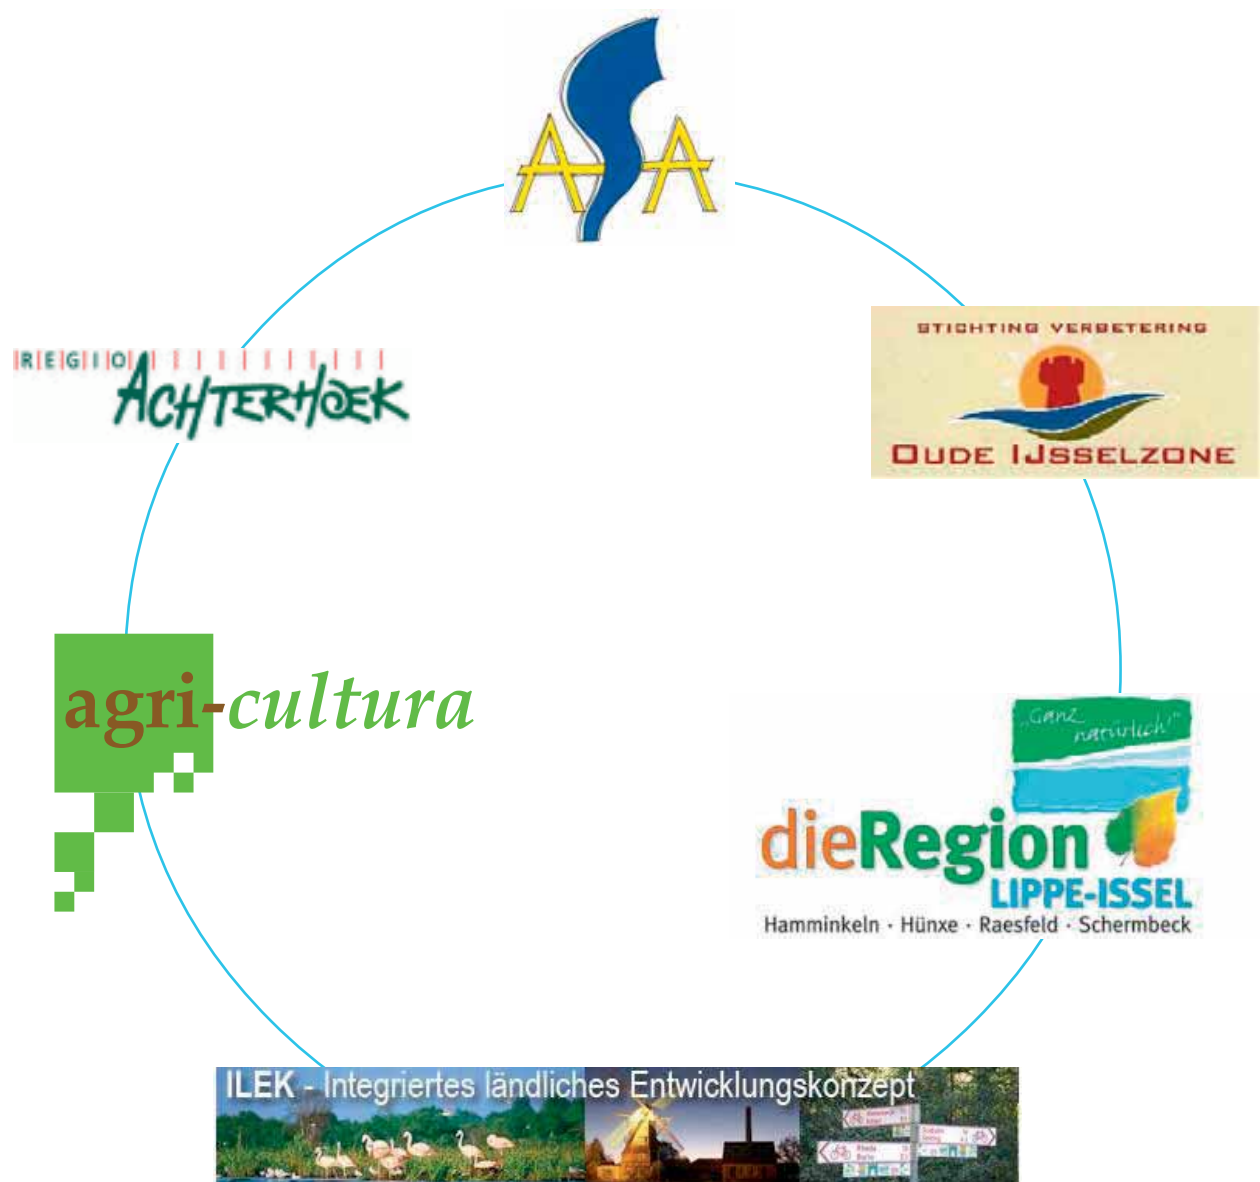 ASA
STICHTING VERBETERING
OUDE IJSSELZONE
REGIO
ACHTERHOEK
agri-cultura
„Ganz
natürlich!“
dieRegion
LIPPE-ISSEL
Hamminkeln · Hünxe · Raesfeld · Schermbeck
ILEK - Integriertes ländliches Entwicklungskonzept